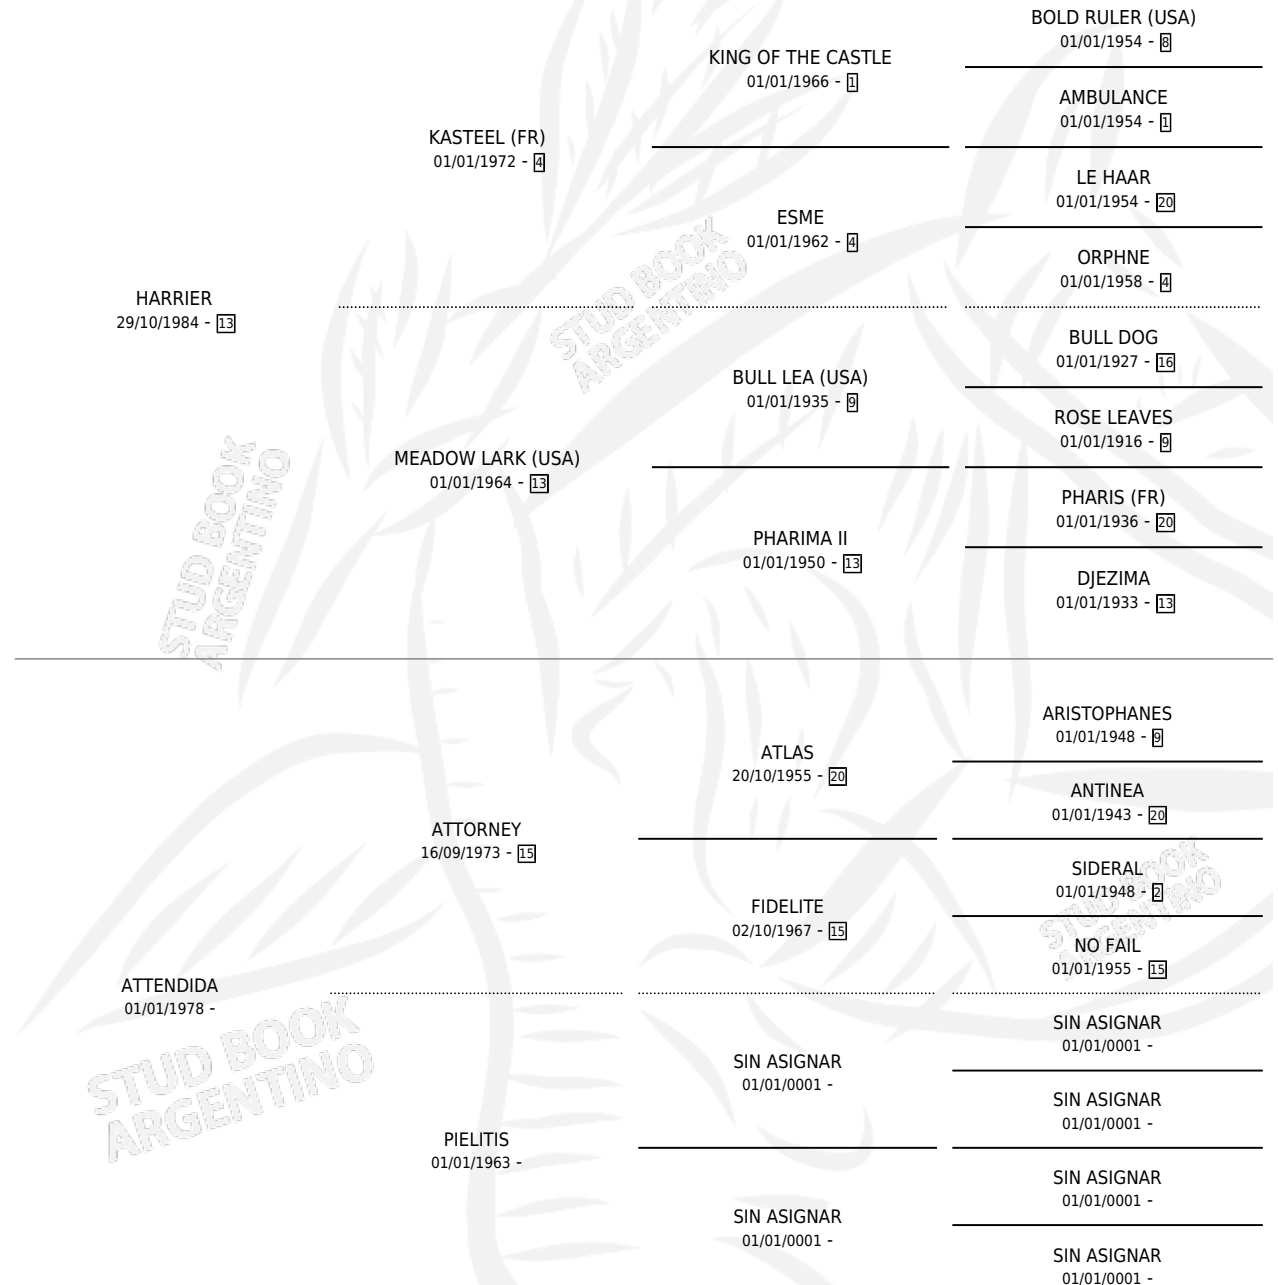 BOLD RULER (USA)
01/01/1954 - 8
KING OF THE CASTLE
01/01/1966 - 1
AMBULANCE
01/01/1954 - 1
KASTEEL (FR)
01/01/1972 - 4
LE HAAR
01/01/1954 - 20
ESME
01/01/1962 - 4
ORPHNE
01/01/1958 - 4
HARRIER
29/10/1984 - 13
BULL DOG
01/01/1927 - 16
BULL LEA (USA)
01/01/1935 - 9
ROSE LEAVES
01/01/1916 - 9
MEADOW LARK (USA)
01/01/1964 - 13
PHARIS (FR)
01/01/1936 - 20
PHARIMA II
01/01/1950 - 13
DJEZIMA
01/01/1933 - 13
STUD BOOK
ARGENTINO
STUD BOOK
ARGENTINO
ARISTOPHANES
01/01/1948 - 9
ATLAS
20/10/1955 - 20
ANTINEA
01/01/1943 - 20
ATTORNEY
16/09/1973 - 15
SIDERAL
01/01/1948 - 2
FIDELITE
02/10/1967 - 15
NO FAIL
01/01/1955 - 15
ATTENDIDA
01/01/1978 -
SIN ASIGNAR
01/01/0001 -
SIN ASIGNAR
01/01/0001 -
SIN ASIGNAR
01/01/0001 -
PIELITIS
01/01/1963 -
SIN ASIGNAR
01/01/0001 -
SIN ASIGNAR
01/01/0001 -
SIN ASIGNAR
01/01/0001 -
STUD BOOK
ARGENTINO
STUD BOOK
ARGENTINO